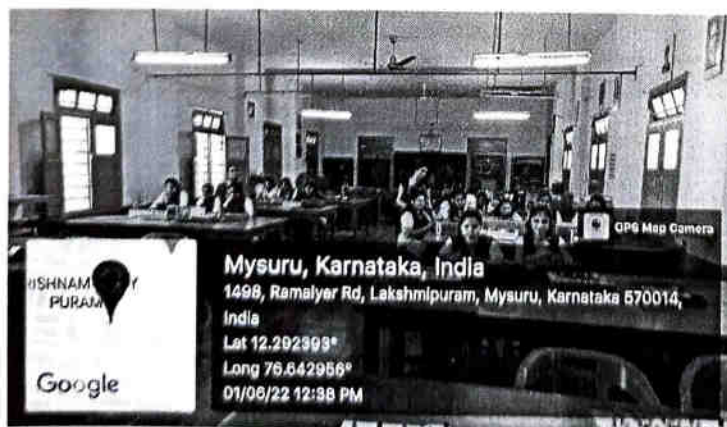 GPS Map Camera
Mysuru, Karnataka, India
1498, Ramaiyer Rd, Lakshmipuram, Mysuru, Karnataka 570014,
India
Lat 12.292393°
Long 76.642956°
01/06/22 12:38 PM
PURAM
Google